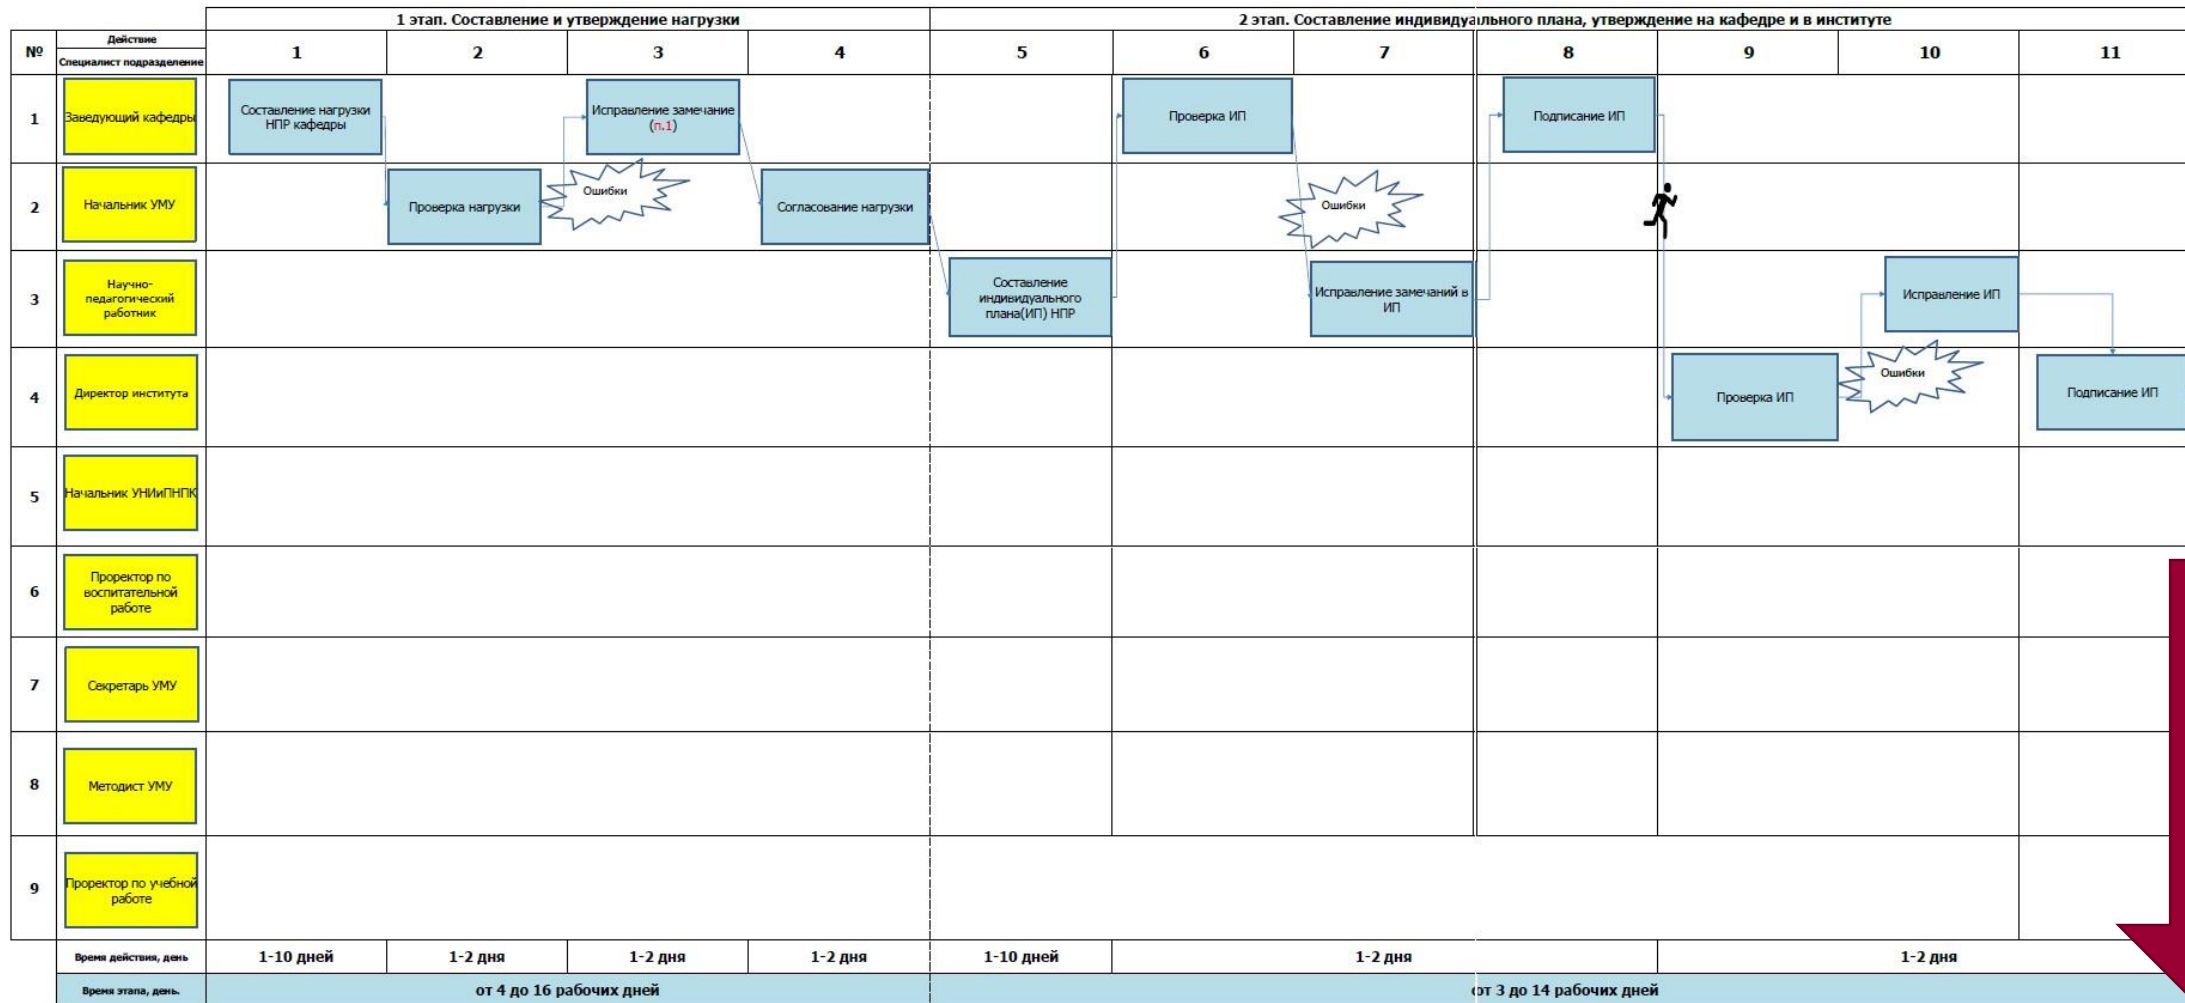 1 этап. Составление и утверждение нагрузки
2 этап. Составление индивидуального плана, утверждение на кафедре и в институте
№
Действие
Специалист подразделение
1
2
3
4
5
6
7
8
9
10
11
1
Заведующий кафедры
Составление нагрузки
НПР кафедры
Исправление замечание
(п.1)
Проверка ИП
Подписание ИП
2
Начальник УМУ
Проверка нагрузки
Ошибки
Согласование нагрузки
Ошибки
3
Научно-
педагогический
работник
Составление
индивидуального
плана(ИП) НПР
Исправление замечаний в
ИП
Исправление ИП
4
Директор института
Проверка ИП
Ошибки
Подписание ИП
5
Начальник УНИиПНПК
6
Проректор по
воспитательной
работе
7
Секретарь УМУ
8
Методист УМУ
9
Проректор по учебной
работе
Время действия, день
1-10 дней
1-2 дня
1-2 дня
1-2 дня
1-10 дней
1-2 дня
1-2 дня
Время этапа, день.
от 4 до 16 рабочих дней
от 3 до 14 рабочих дней